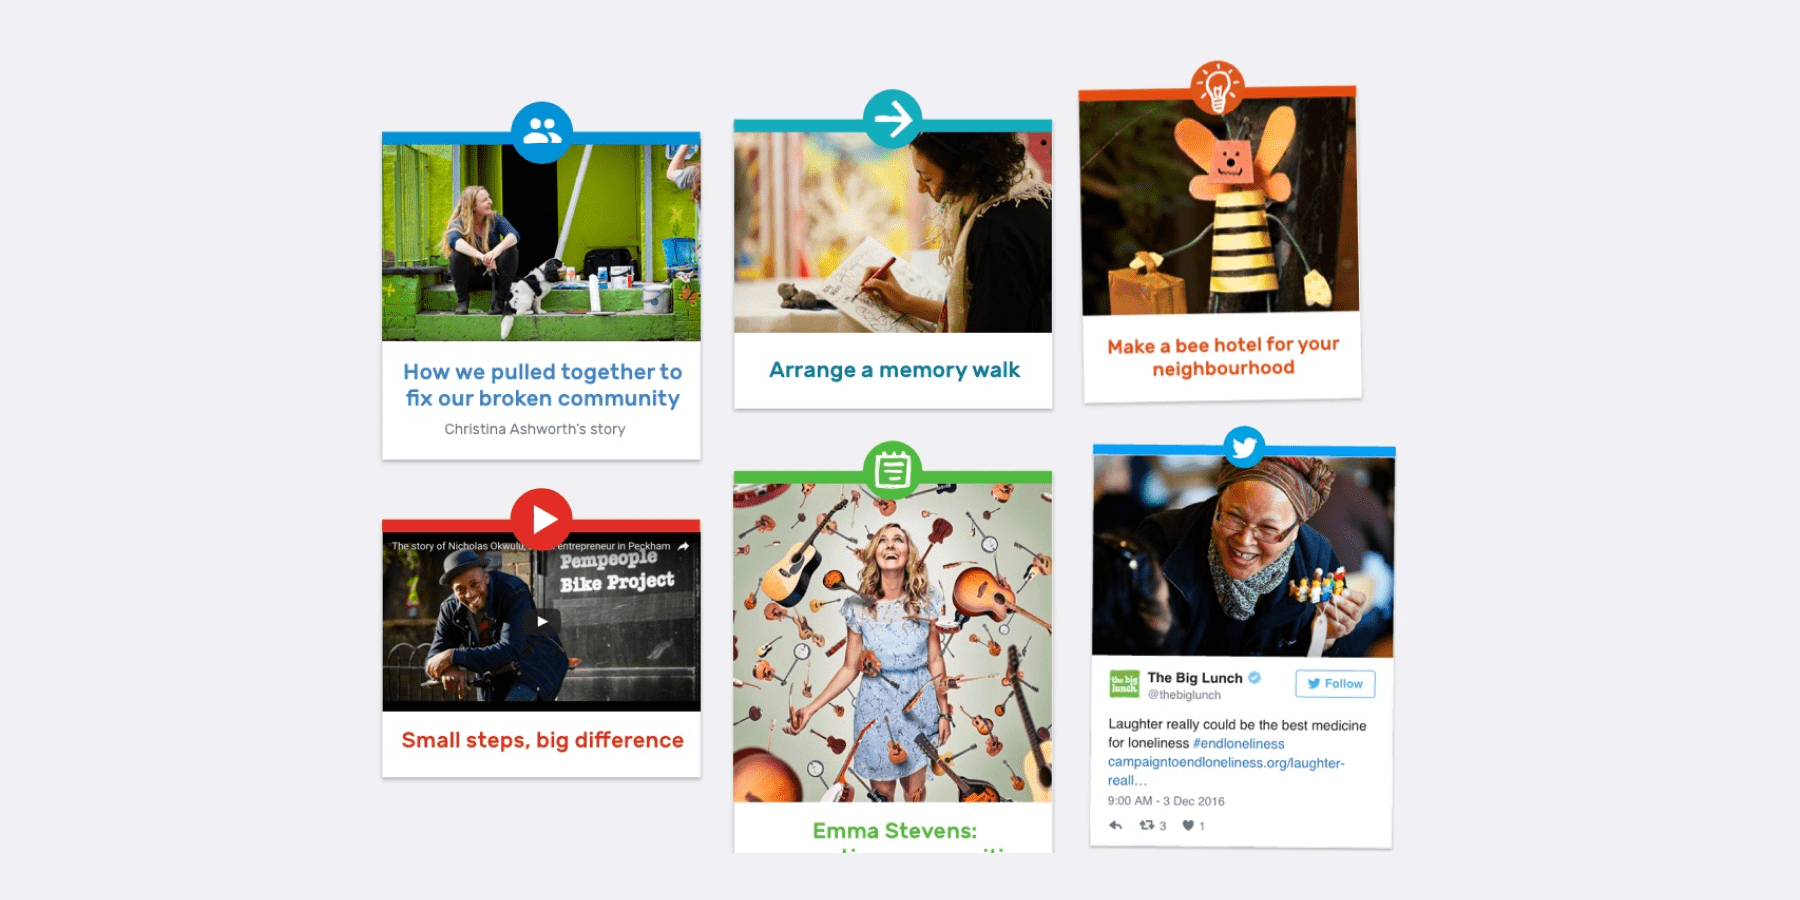 How we pulled together to
fix our broken community
Christina Ashworth's story
Arrange a memory walk
Make a bee hotel for your
neighbourhood
The story of Nicholas Okwulu, entrepreneur in Peckham
Pempeople
Bike Project
Small steps, big difference
Emma Stevens:
The Big Lunch
@thebiglunch
the big
lunch
Follow
Laughter really could be the best medicine
for loneliness #endloneliness
campaigntoendloneliness.org/laughter-
reall…
9:00 AM - 3 Dec 2016
3
1